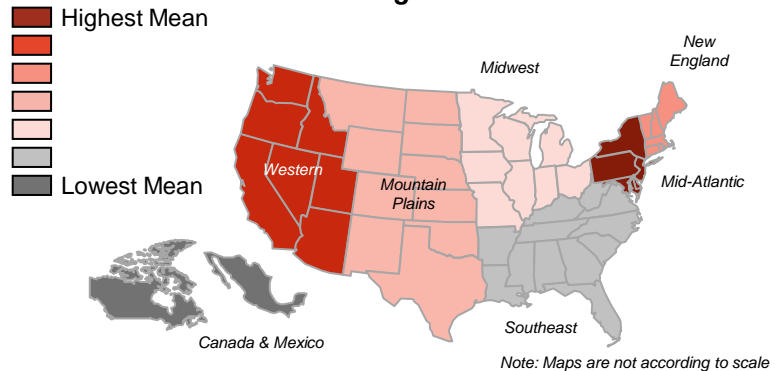 Highest Mean
Lowest Mean
New
England
Midwest
Western
Mountain
Plains
Mid-Atlantic
Southeast
Canada & Mexico
Note: Maps are not according to scale